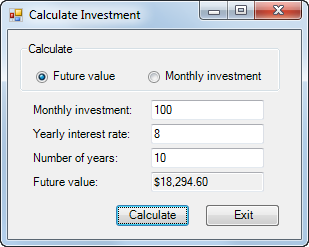 Calculate Investment
Calculate
Future value Monthly investment
Monthly investment: 100
Yearly interest rate: 8
Number of years: 10
Future value: $18,294.60
Calculate Exit